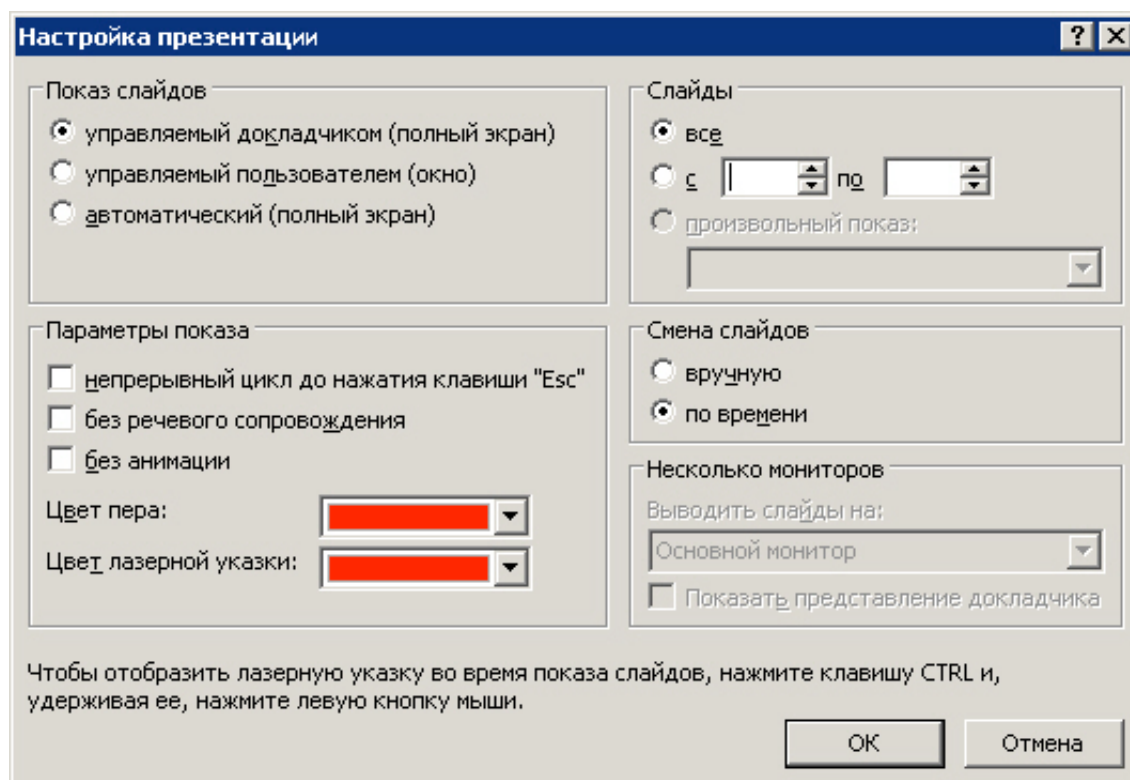 Настройка презентации
Показ слайдов
управляемый докладчиком (полный экран)
управляемый пользователем (окно)
автоматический (полный экран)
Слайды
все
с по
произвольный показ:
Параметры показа
непрерывный цикл до нажатия клавиши "Esc"
без речевого сопровождения
без анимации
Цвет пера:
Цвет лазерной указки:
Смена слайдов
вручную
по времени
Несколько мониторов
Выводить слайды на:
Основной монитор
Показать представление докладчика
Чтобы отобразить лазерную указку во время показа слайдов, нажмите клавишу CTRL и,
удерживая ее, нажмите левую кнопку мыши.
ОК Отмена